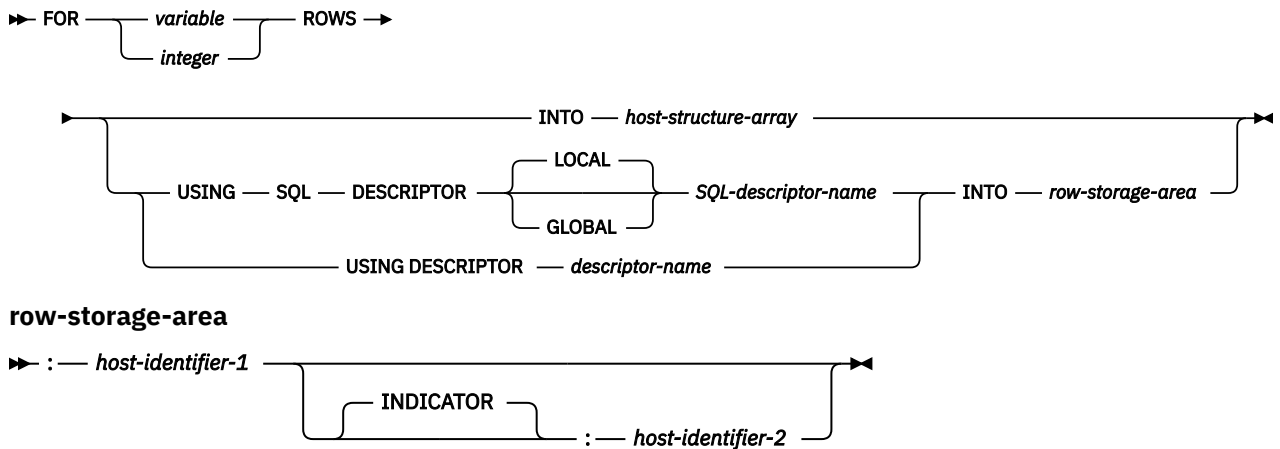 FOR variable ROWS
integer
INTO host-structure-array
LOCAL
USING SQL DESCRIPTOR SQL-descriptor-name INTO row-storage-area
GLOBAL
USING DESCRIPTOR descriptor-name
row-storage-area
: host-identifier-1
INDICATOR
: host-identifier-2